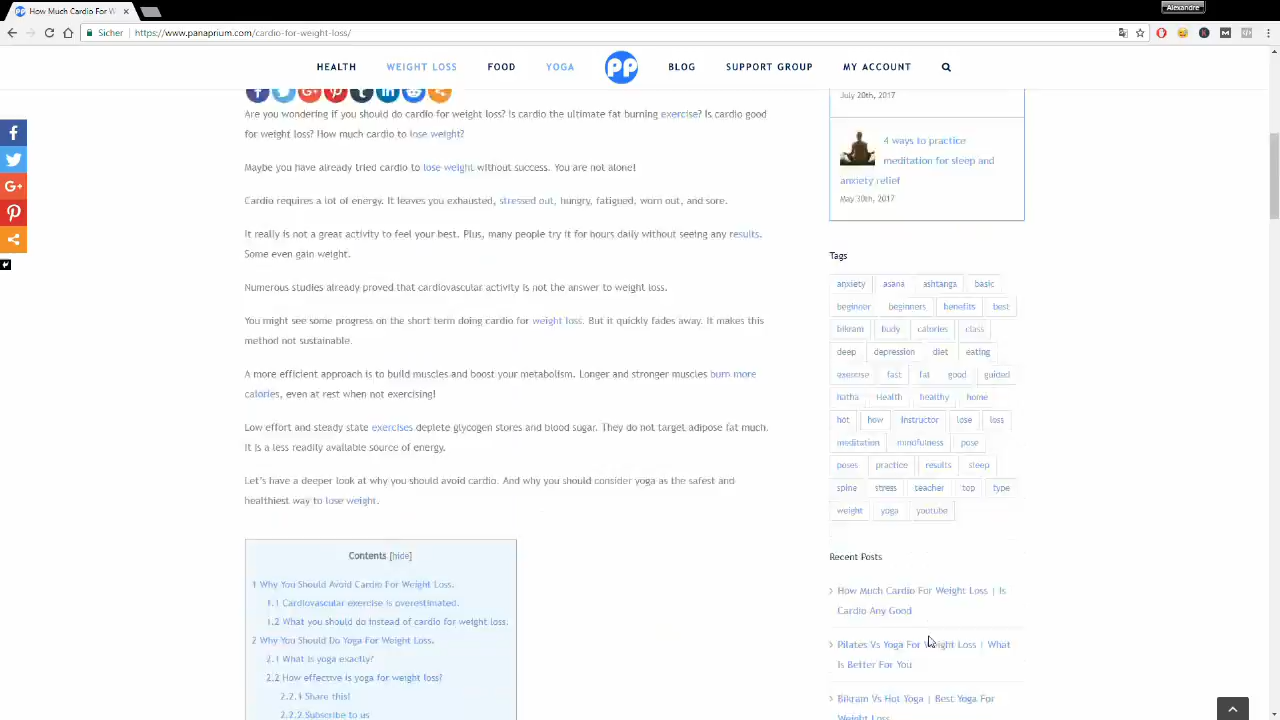 How Much Cardio For W
Alexandre
Sicher
https://www.panaprium.com/cardio-for-weight-loss/
HEALTH WEIGHT LOSS FOOD YOGA PP BLOG SUPPORT GROUP MY ACCOUNT
Are you wondering if you should do cardio for weight loss? Is cardio the ultimate fat burning exercise? Is cardio good
for weight loss? How much cardio to lose weight?
Maybe you have already tried cardio to lose weight without success. You are not alone!
Cardio requires a lot of energy. It leaves you exhausted, stressed out, hungry, fatigued, worn out, and sore.
It really is not a great activity to feel your best. Plus, many people try it for hours daily without seeing any results.
Some even gain weight.
Numerous studies already proved that cardiovascular activity is not the answer to weight loss.
You might see some progress on the short term doing cardio for weight loss. But it quickly fades away. It makes this
method not sustainable.
A more efficient approach is to build muscles and boost your metabolism. Longer and stronger muscles burn more
calories, even at rest when not exercising!
Low effort and steady state exercises deplete glycogen stores and blood sugar. They do not target adipose fat much.
It is a less readily available source of energy.
Let's have a deeper look at why you should avoid cardio. And why you should consider yoga as the safest and
healthiest way to lose weight.
Contents [hide]
1 Why You Should Avoid Cardio For Weight Loss.
1.1 Cardiovascular exercise is overestimated.
1.2 What you should do instead of cardio for weight loss.
2 Why You Should Do Yoga For Weight Loss.
2.1 What is yoga exactly?
2.2 How effective is yoga for weight loss?
2.2.1 Share this!
2.2.2 Subscribe to us
July 20th, 2017
4 ways to practice
meditation for sleep and
anxiety relief
May 30th, 2017
Tags
anxiety asana ashtanga basic
beginner beginners benefits best
bikram body calories class
deep depression diet eating
exercise fast fat good guided
hatha Health healthy home
hot how Instructor lose loss
meditation mindfulness pose
poses practice results sleep
spine stress teacher top type
weight yoga youtube
Recent Posts
How Much Cardio For Weight Loss | Is
Cardio Any Good
Pilates Vs Yoga For Weight Loss | What
Is Better For You
Bikram Vs Hot Yoga | Best Yoga For
Weight Loss